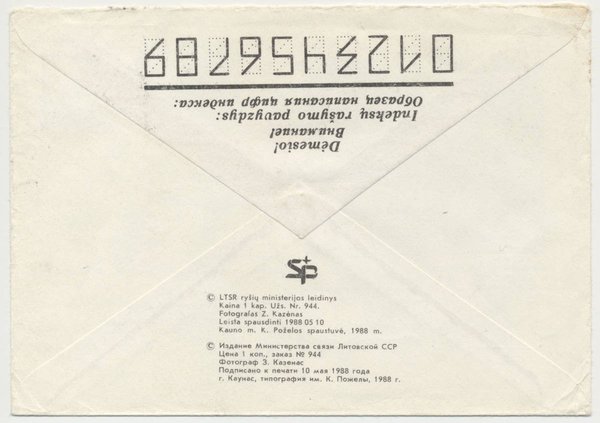 Dėmesio!
Внимание!
Indeksų rašymo pavyzdys:
Образец написания цифр индекса:
0123456789
© LTSR ryšių ministerijos leidinys
Kaina 1 kap. Užs. Nr. 944.
Fotografas Z. Kazėnas
Leista spausdinti 1988 05 10
Kauno m. K. Poželos spaustuvė, 1988 m.
© Издание Министерства связи Литовской ССР
Цена 1 коп., заказ № 944
Фотограф З. Казенас
Подписано к печати 10 мая 1988 года
г. Каунас, типография им. К. Пожелы, 1988 г.